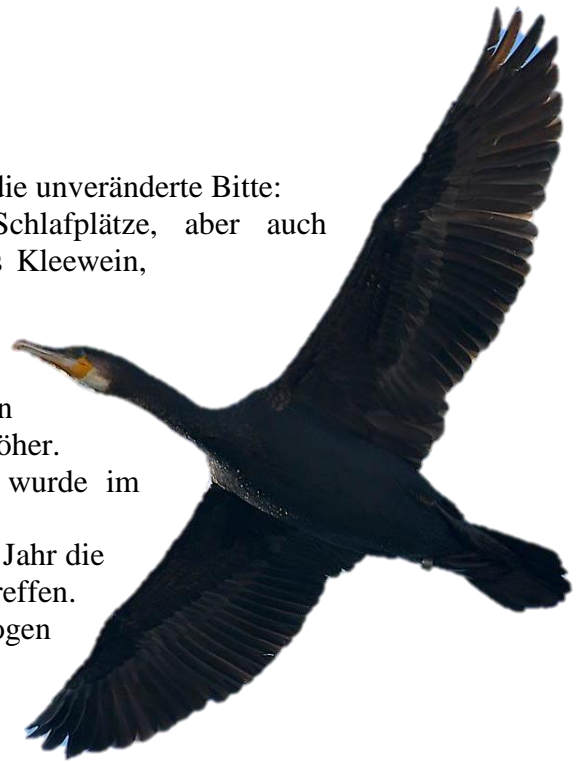 die unveränderte Bitte:
Schlafplätze, aber auch
s Kleewein,
n
öher.
wurde im
Jahr die
reffen.
ogen